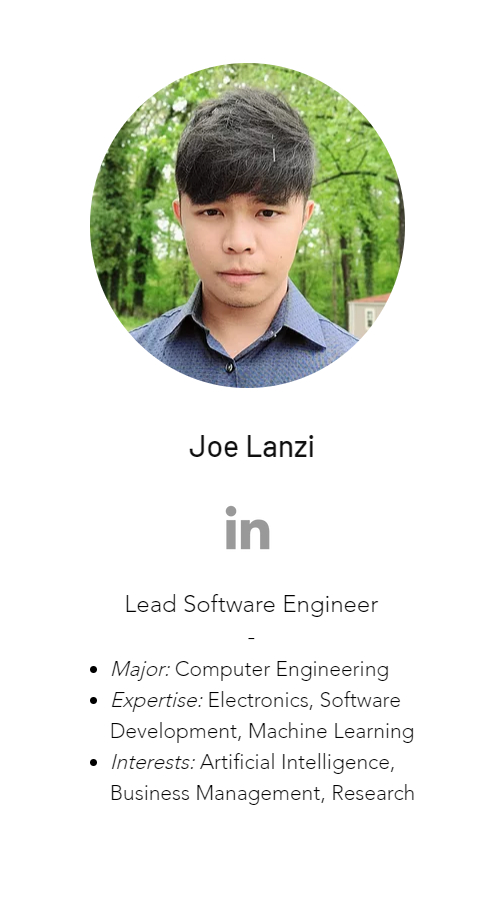 Joe Lanzi
in
Lead Software Engineer
-
• Major: Computer Engineering
• Expertise: Electronics, Software
Development, Machine Learning
• Interests: Artificial Intelligence,
Business Management, Research